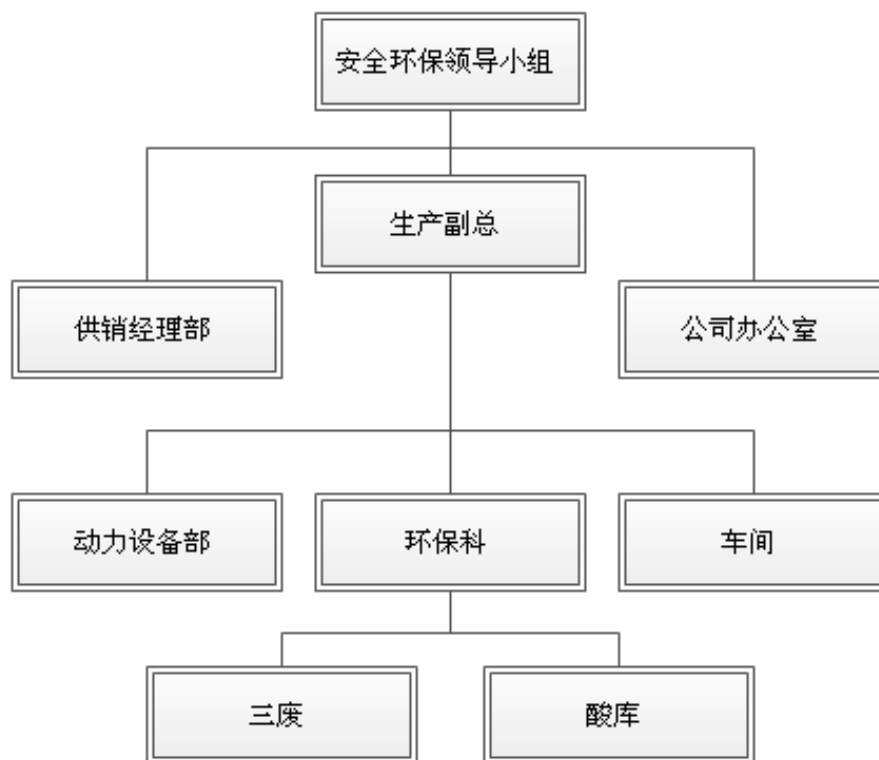 安全环保领导小组
生产副总
供销经理部
公司办公室
动力设备部
环保科
车间
三废
酸库